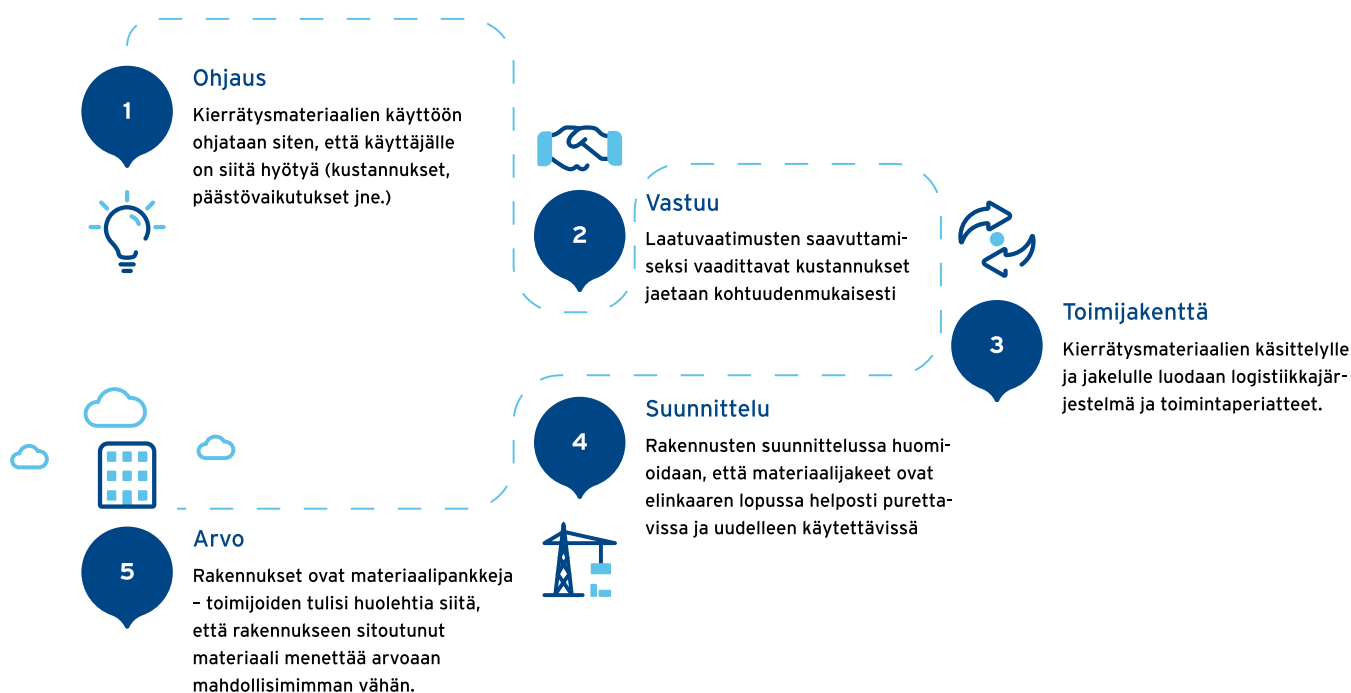 1
Ohjaus
Kierrätysmateriaalien käyttöön
ohjataan siten, että käyttäjälle
on siitä hyötyä (kustannukset,
päästövaikutukset jne.)
2
Vastuu
Laatuvaatimusten saavuttami-
seksi vaadittavat kustannukset
jaetaan kohtuudenmukaisesti
3
Toimijakenttä
Kierrätysmateriaalien käsittelylle
ja jakelulle luodaan logistiikkajär-
jestelmä ja toimintaperiatteet.
4
Suunnittelu
Rakennusten suunnittelussa huomi-
oidaan, että materiaalijakeet ovat
elinkaaren lopussa helposti puretta-
vissa ja uudelleen käytettävissä
5
Arvo
Rakennukset ovat materiaalipankkeja
– toimijoiden tulisi huolehtia siitä,
että rakennukseen sitoutunut
materiaali menettää arvoaan
mahdollisimimman vähän.